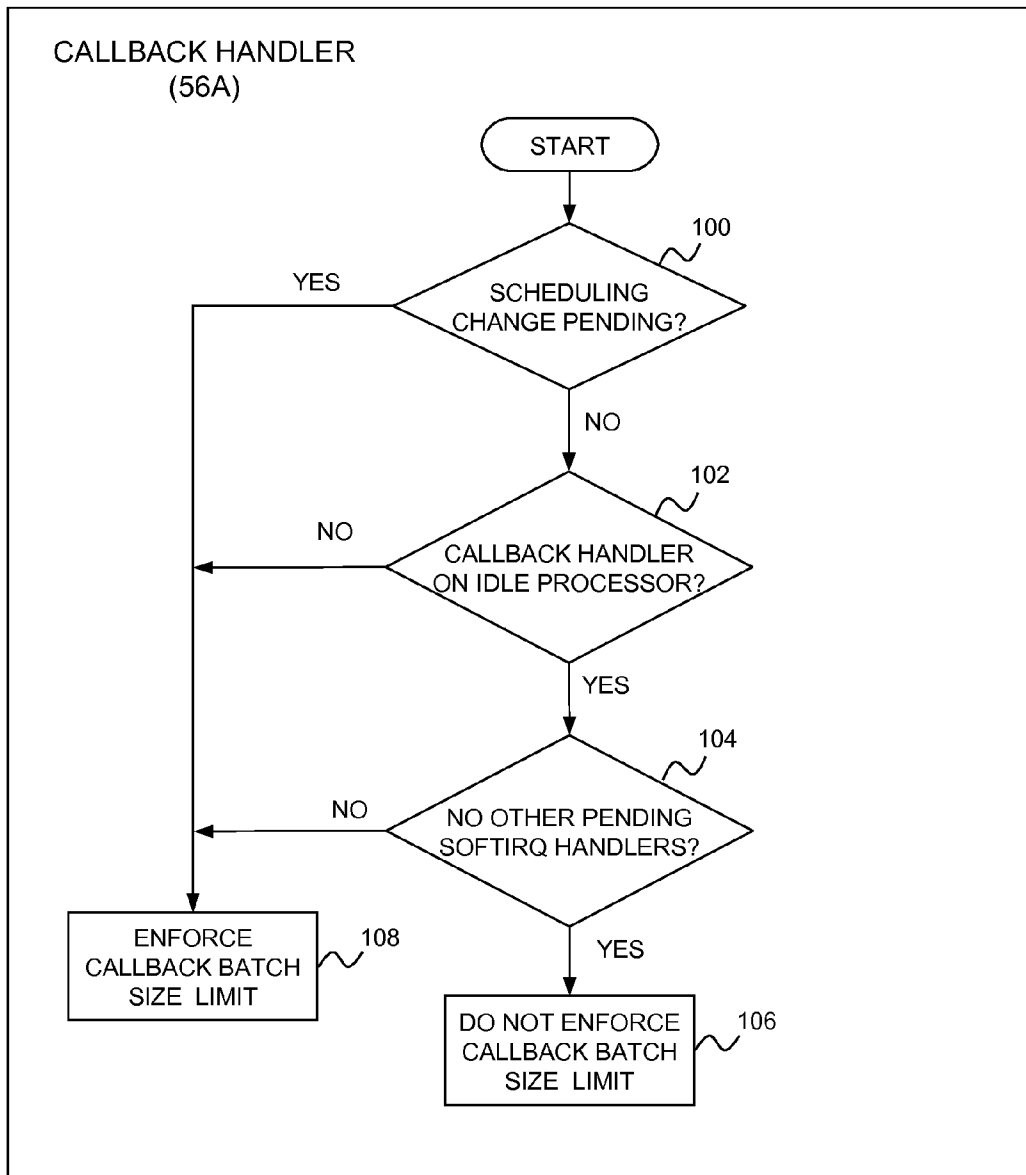 CALLBACK HANDLER
(56A)
START
100
YES
SCHEDULING
CHANGE PENDING?
NO
102
NO
CALLBACK HANDLER
ON IDLE PROCESSOR?
YES
104
NO
NO OTHER PENDING
SOFTIRQ HANDLERS?
YES
ENFORCE
CALLBACK BATCH
SIZE LIMIT
108
DO NOT ENFORCE
CALLBACK BATCH
SIZE LIMIT
106